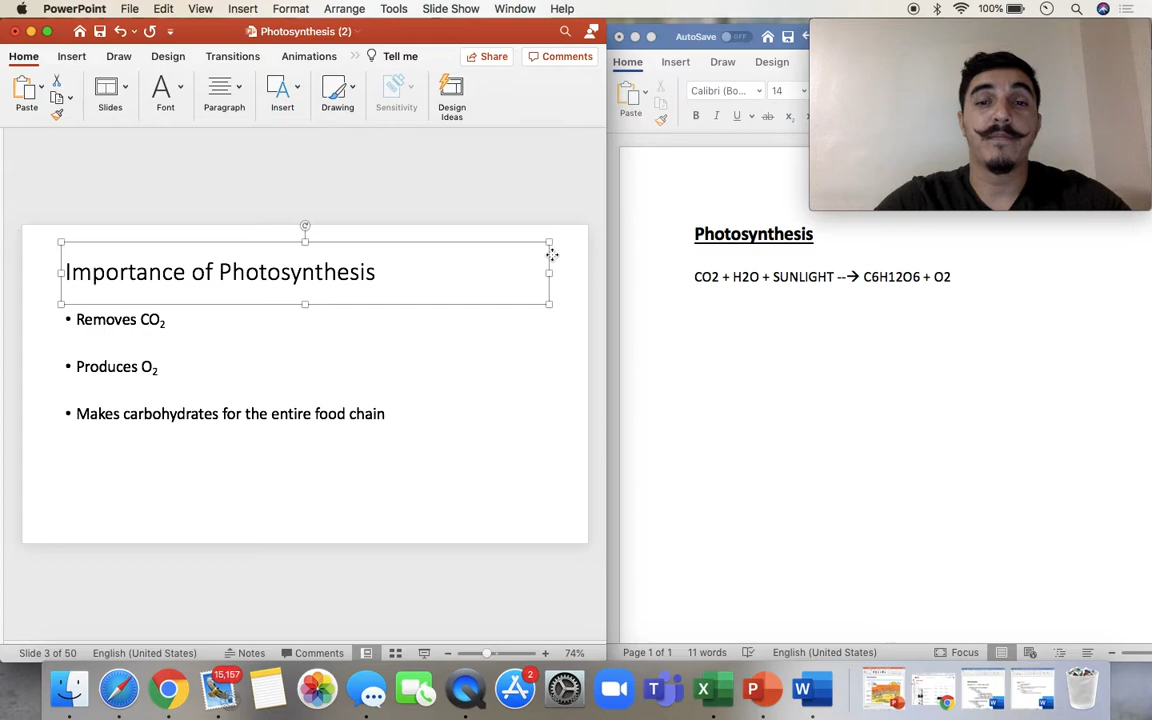 PowerPoint File Edit View Insert Format Arrange Tools Slide Show Window Help 100%
Photosynthesis (2)
Home Insert Draw Design Transitions Animations >> Tell me Share Comments
Paste Slides Font Paragraph Insert Drawing Sensitivity Design Ideas
Importance of Photosynthesis
• Removes CO₂
• Produces O₂
• Makes carbohydrates for the entire food chain
Slide 3 of 50 English (United States) Notes Comments 74%
AutoSave OFF
Home Insert Draw Design
Paste Calibri (Bo... 14
B I U ab x₂
Photosynthesis
CO2 + H2O + SUNLIGHT --→ C6H12O6 + O2
Page 1 of 1 11 words English (United States) Focus
15,157 2